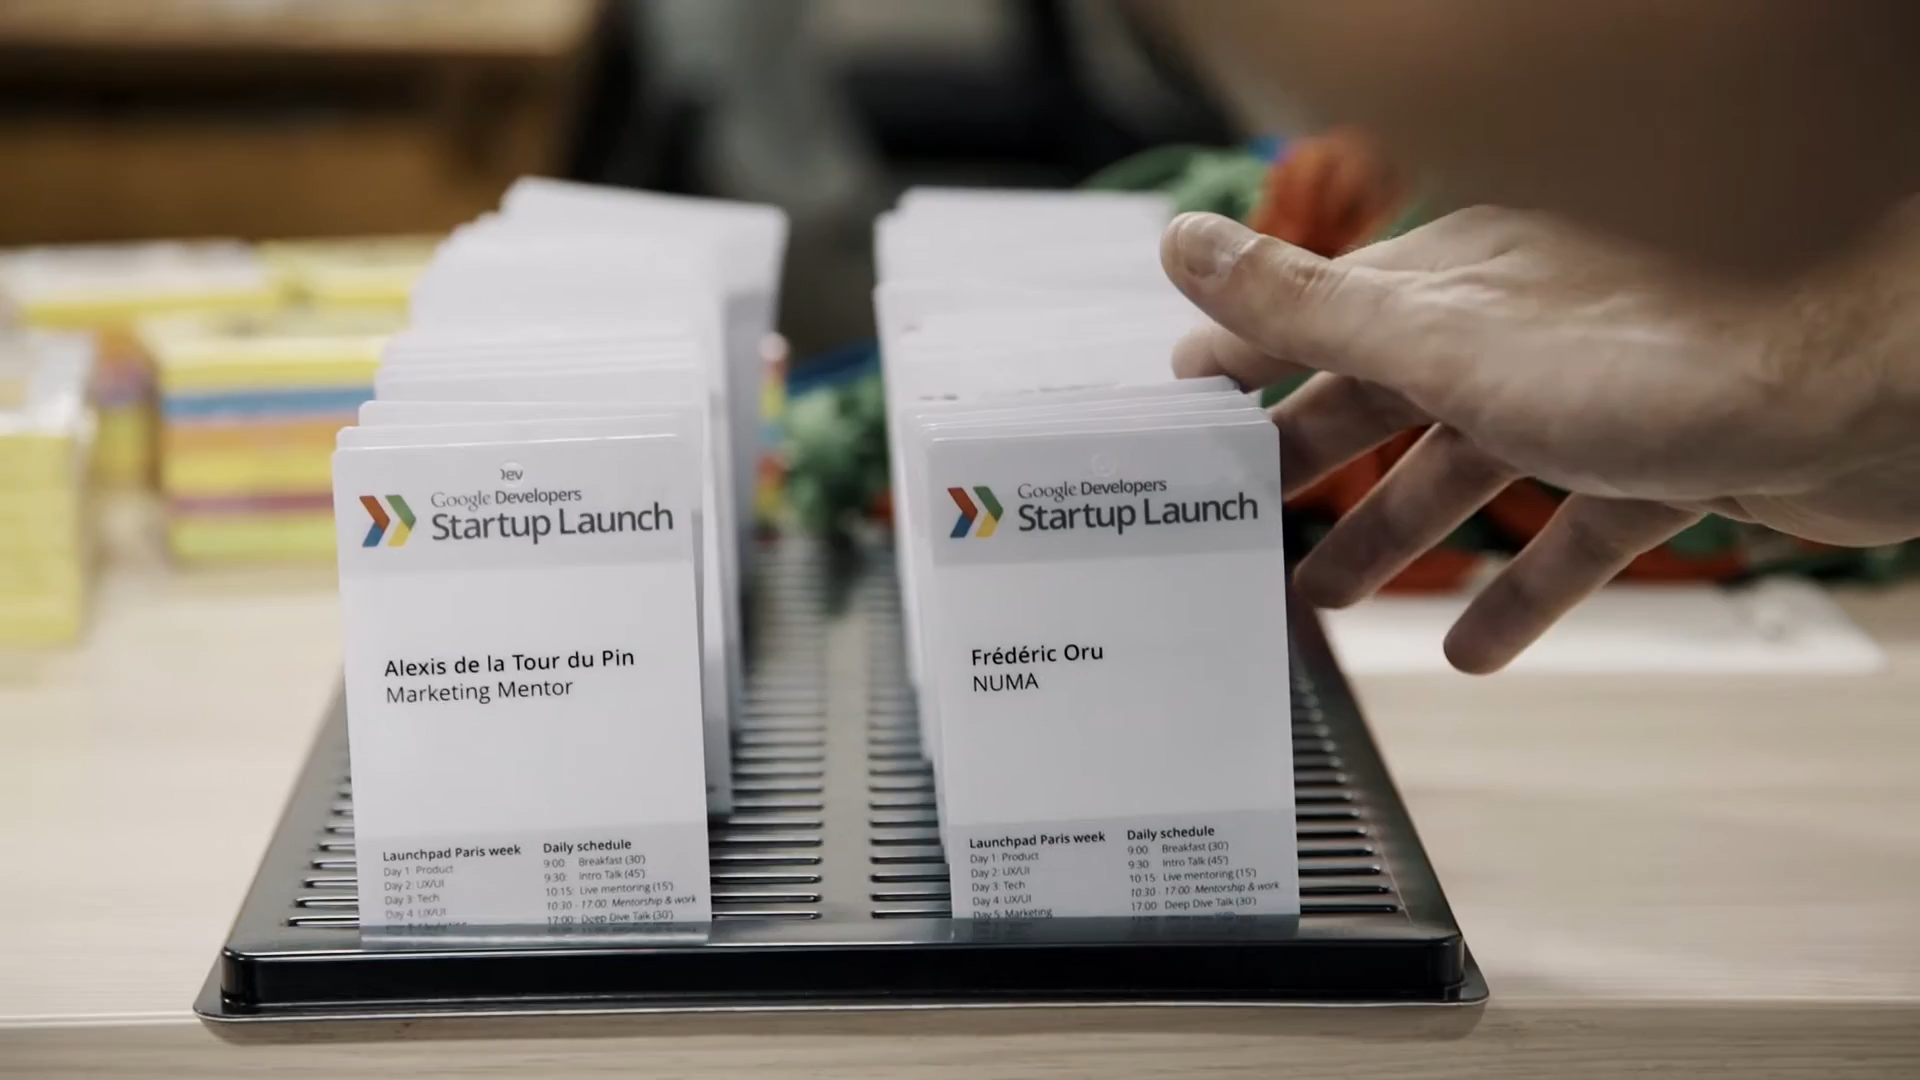 Google Developers
Startup Launch
Alexis de la Tour du Pin
Marketing Mentor
Launchpad Paris week
Day 1: Product
Day 2: UX/UI
Day 3: Tech
Day 4: UX/UI
Daily schedule
9:00: Breakfast (30')
9:30: Intro Talk (45')
10:15: Live mentoring (15')
10:30 - 17:00: Mentorship & work
17:00: Deep Dive Talk (30')
Google Developers
Startup Launch
Frédéric Oru
NUMA
Launchpad Paris week
Day 1: Product
Day 2: UX/UI
Day 3: Tech
Day 4: UX/UI
Day 5: Marketing
Daily schedule
9:00: Breakfast (30')
9:30: Intro Talk (45')
10:15: Live mentoring (15')
10:30 - 17:00: Mentorship & work
17:00: Deep Dive Talk (30')